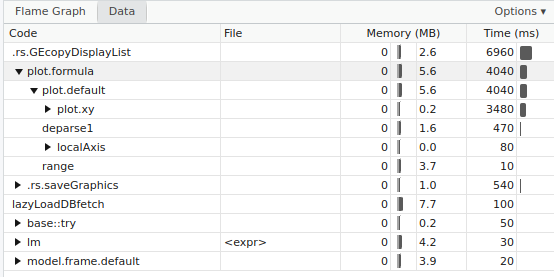 Flame Graph Data Options ▾
Code File Memory (MB) Time (ms)
.rs.GEcopyDisplayList 0 2.6 6960
▼ plot.formula 0 5.6 4040
▼ plot.default 0 5.6 4040
▶ plot.xy 0 0.2 3480
deparse1 0 1.6 470
▶ localAxis 0 0.0 80
range 0 3.7 10
▶ .rs.saveGraphics 0 1.0 540
lazyLoadDBfetch 0 7.7 100
▶ base::try 0 0.2 50
▶ lm <expr> 0 4.2 30
▶ model.frame.default 0 3.9 20